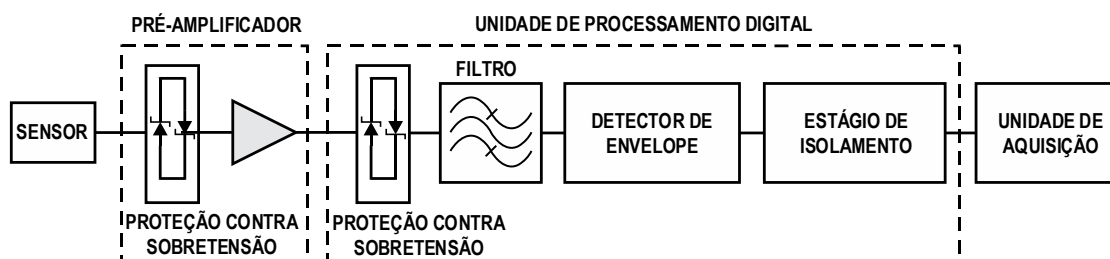 PRÉ-AMPLIFICADOR
UNIDADE DE PROCESSAMENTO DIGITAL
FILTRO
SENSOR
DETECTOR DE
ENVELOPE
ESTÁGIO DE
ISOLAMENTO
UNIDADE DE
AQUISIÇÃO
PROTEÇÃO CONTRA
SOBRETENSÃO
PROTEÇÃO CONTRA
SOBRETENSÃO